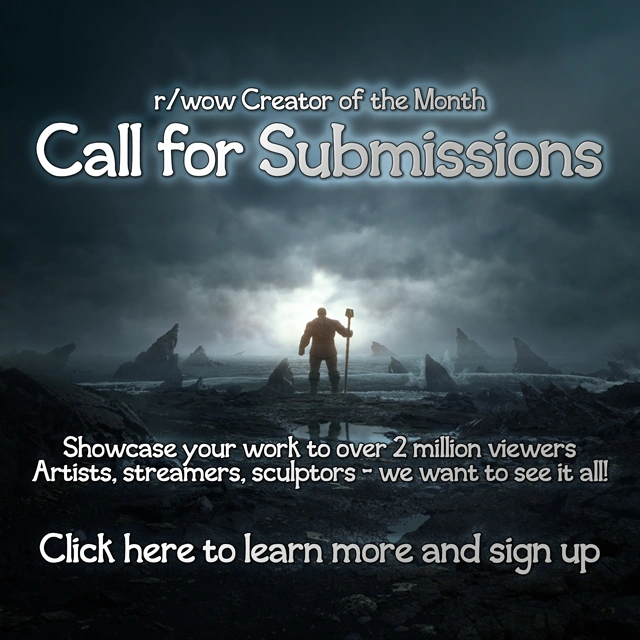 r/wow Creator of the Month
Call for Submissions
Showcase your work to over 2 million viewers
Artists, streamers, sculptors - we want to see it all!
Click here to learn more and sign up